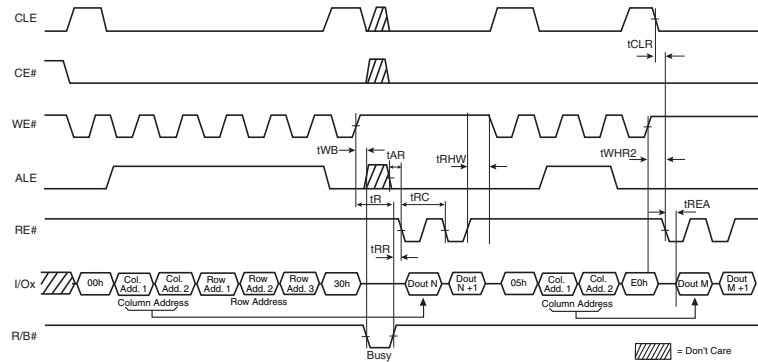 CLE
tCLR
CE#
WE#
tWB
tAR
tRHW
tWHR2
ALE
tR
tRC
tREA
RE#
tRR
I/Ox
00h
Col. Add. 1
Col. Add. 2
Row Add. 1
Row Add. 2
Row Add. 3
30h
Dout N
Dout N +1
05h
Col. Add. 1
Col. Add. 2
E0h
Dout M
Dout M +1
Column Address
Row Address
Column Address
R/B#
Busy
= Don't Care